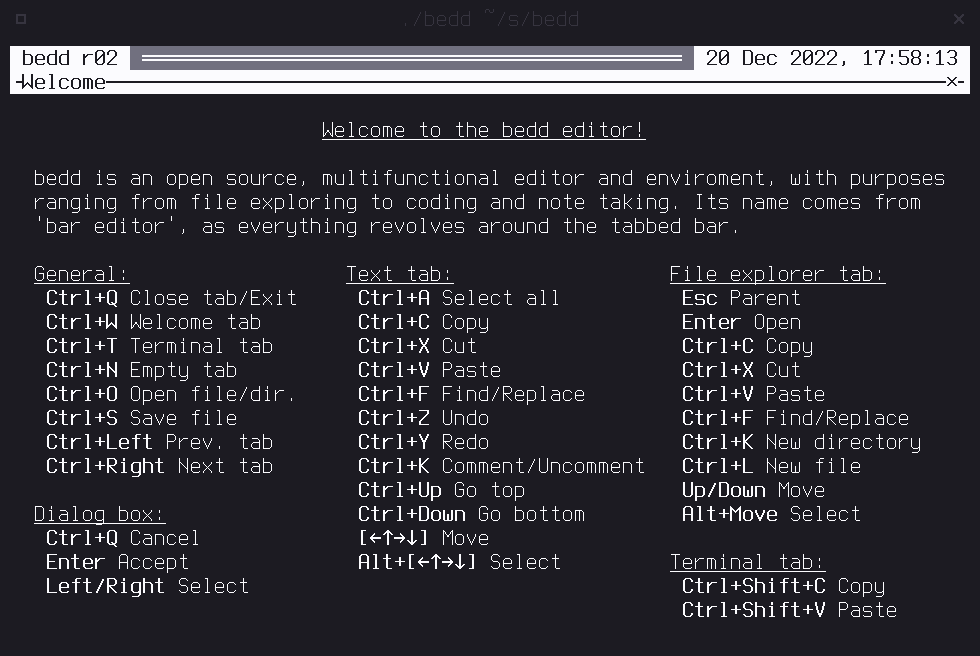 ./bedd ~/s/bedd
bedd r02
20 Dec 2022, 17:58:13
Welcome
Welcome to the bedd editor!
bedd is an open source, multifunctional editor and enviroment, with purposes
ranging from file exploring to coding and note taking. Its name comes from
'bar editor', as everything revolves around the tabbed bar.
General:
Ctrl+Q Close tab/Exit
Ctrl+W Welcome tab
Ctrl+T Terminal tab
Ctrl+N Empty tab
Ctrl+O Open file/dir.
Ctrl+S Save file
Ctrl+Left Prev. tab
Ctrl+Right Next tab
Dialog box:
Ctrl+Q Cancel
Enter Accept
Left/Right Select
Text tab:
Ctrl+A Select all
Ctrl+C Copy
Ctrl+X Cut
Ctrl+V Paste
Ctrl+F Find/Replace
Ctrl+Z Undo
Ctrl+Y Redo
Ctrl+K Comment/Uncomment
Ctrl+Up Go top
Ctrl+Down Go bottom
[←↑→↓] Move
Alt+[←↑→↓] Select
File explorer tab:
Esc Parent
Enter Open
Ctrl+C Copy
Ctrl+X Cut
Ctrl+V Paste
Ctrl+F Find/Replace
Ctrl+K New directory
Ctrl+L New file
Up/Down Move
Alt+Move Select
Terminal tab:
Ctrl+Shift+C Copy
Ctrl+Shift+V Paste